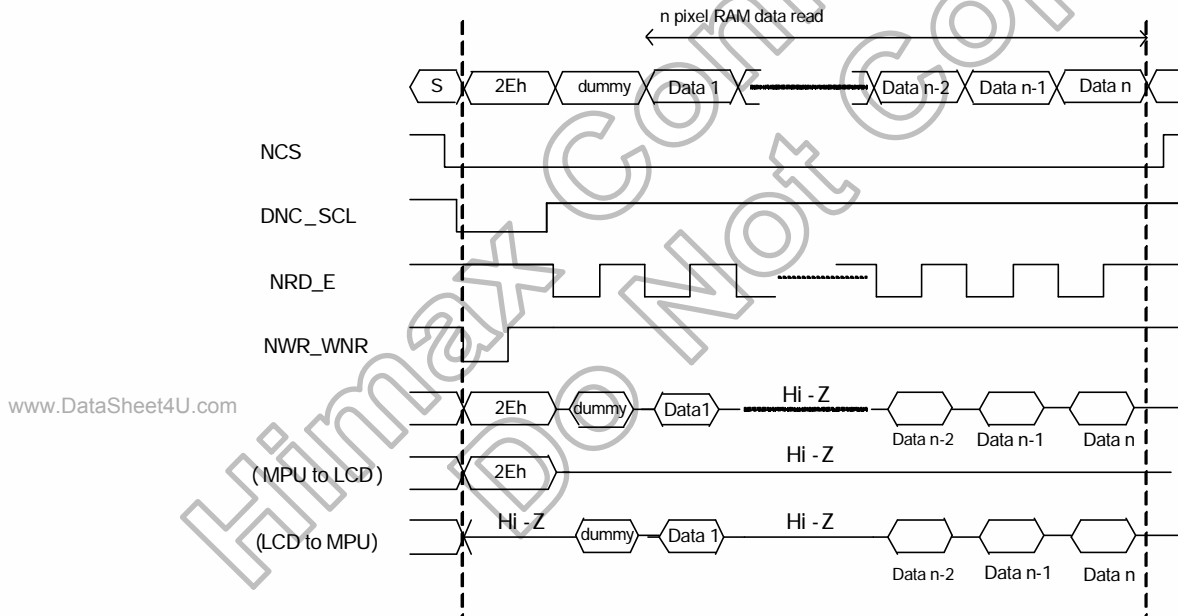 n pixel RAM data read
S 2Eh dummy Data 1 Data n-2 Data n-1 Data n
NCS
DNC_SCL
NRD_E
NWR_WNR
www.DataSheet4U.com
2Eh dummy Data1 Hi - Z
Data n-2 Data n-1 Data n
(MPU to LCD) 2Eh Hi - Z
(LCD to MPU) Hi - Z dummy Data 1 Hi - Z
Data n-2 Data n-1 Data n
Himax Con
Do Not Co